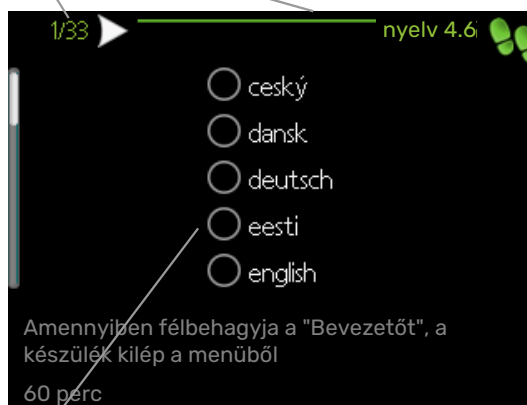 1/33
nyelv 4.6
ceský
dansk
deutsch
eesti
english
Amennyiben félbehagyja a "Bevezetőt", a
készülék kilép a menüből
60 perc